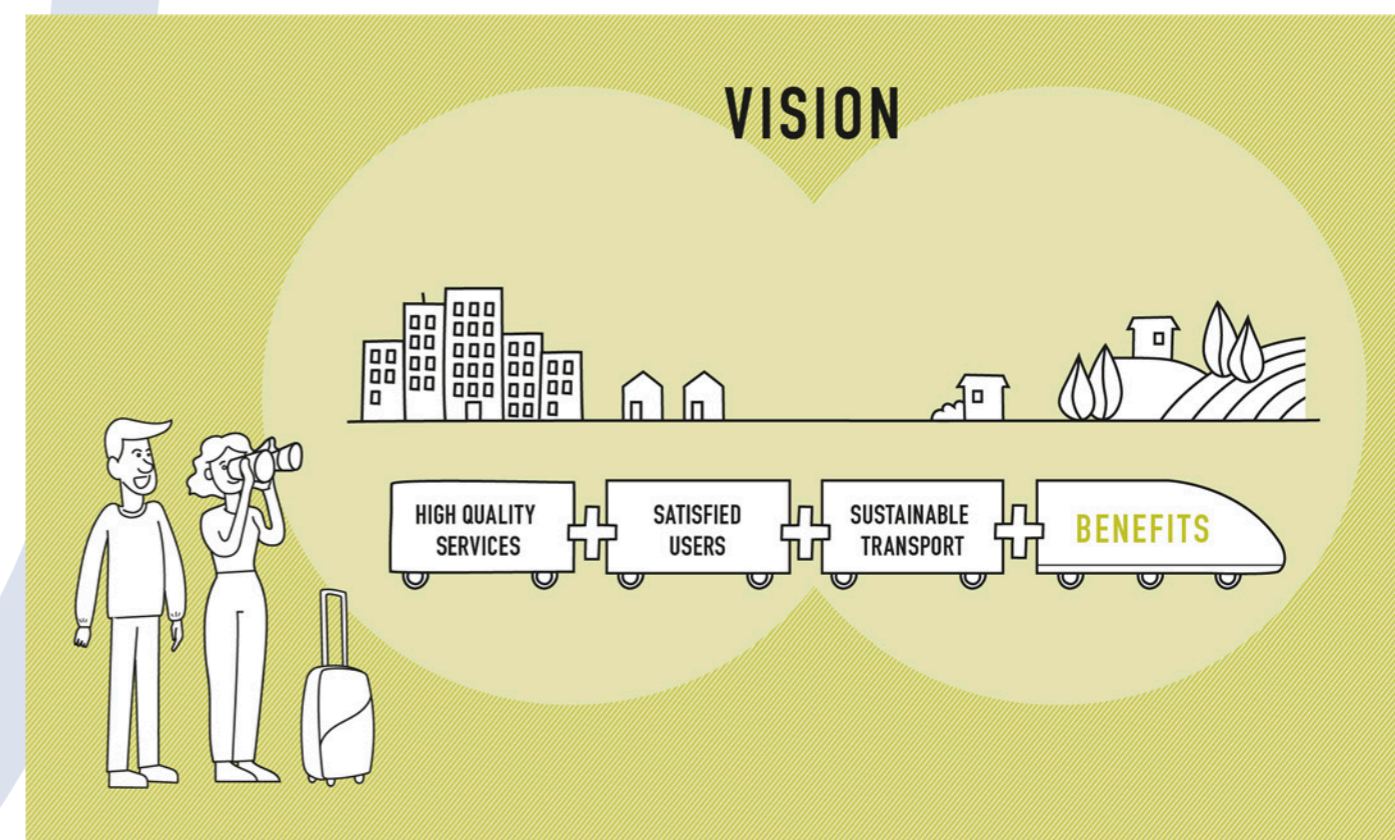 VISION
HIGH QUALITY
SERVICES
SATISFIED
USERS
SUSTAINABLE
TRANSPORT
BENEFITS